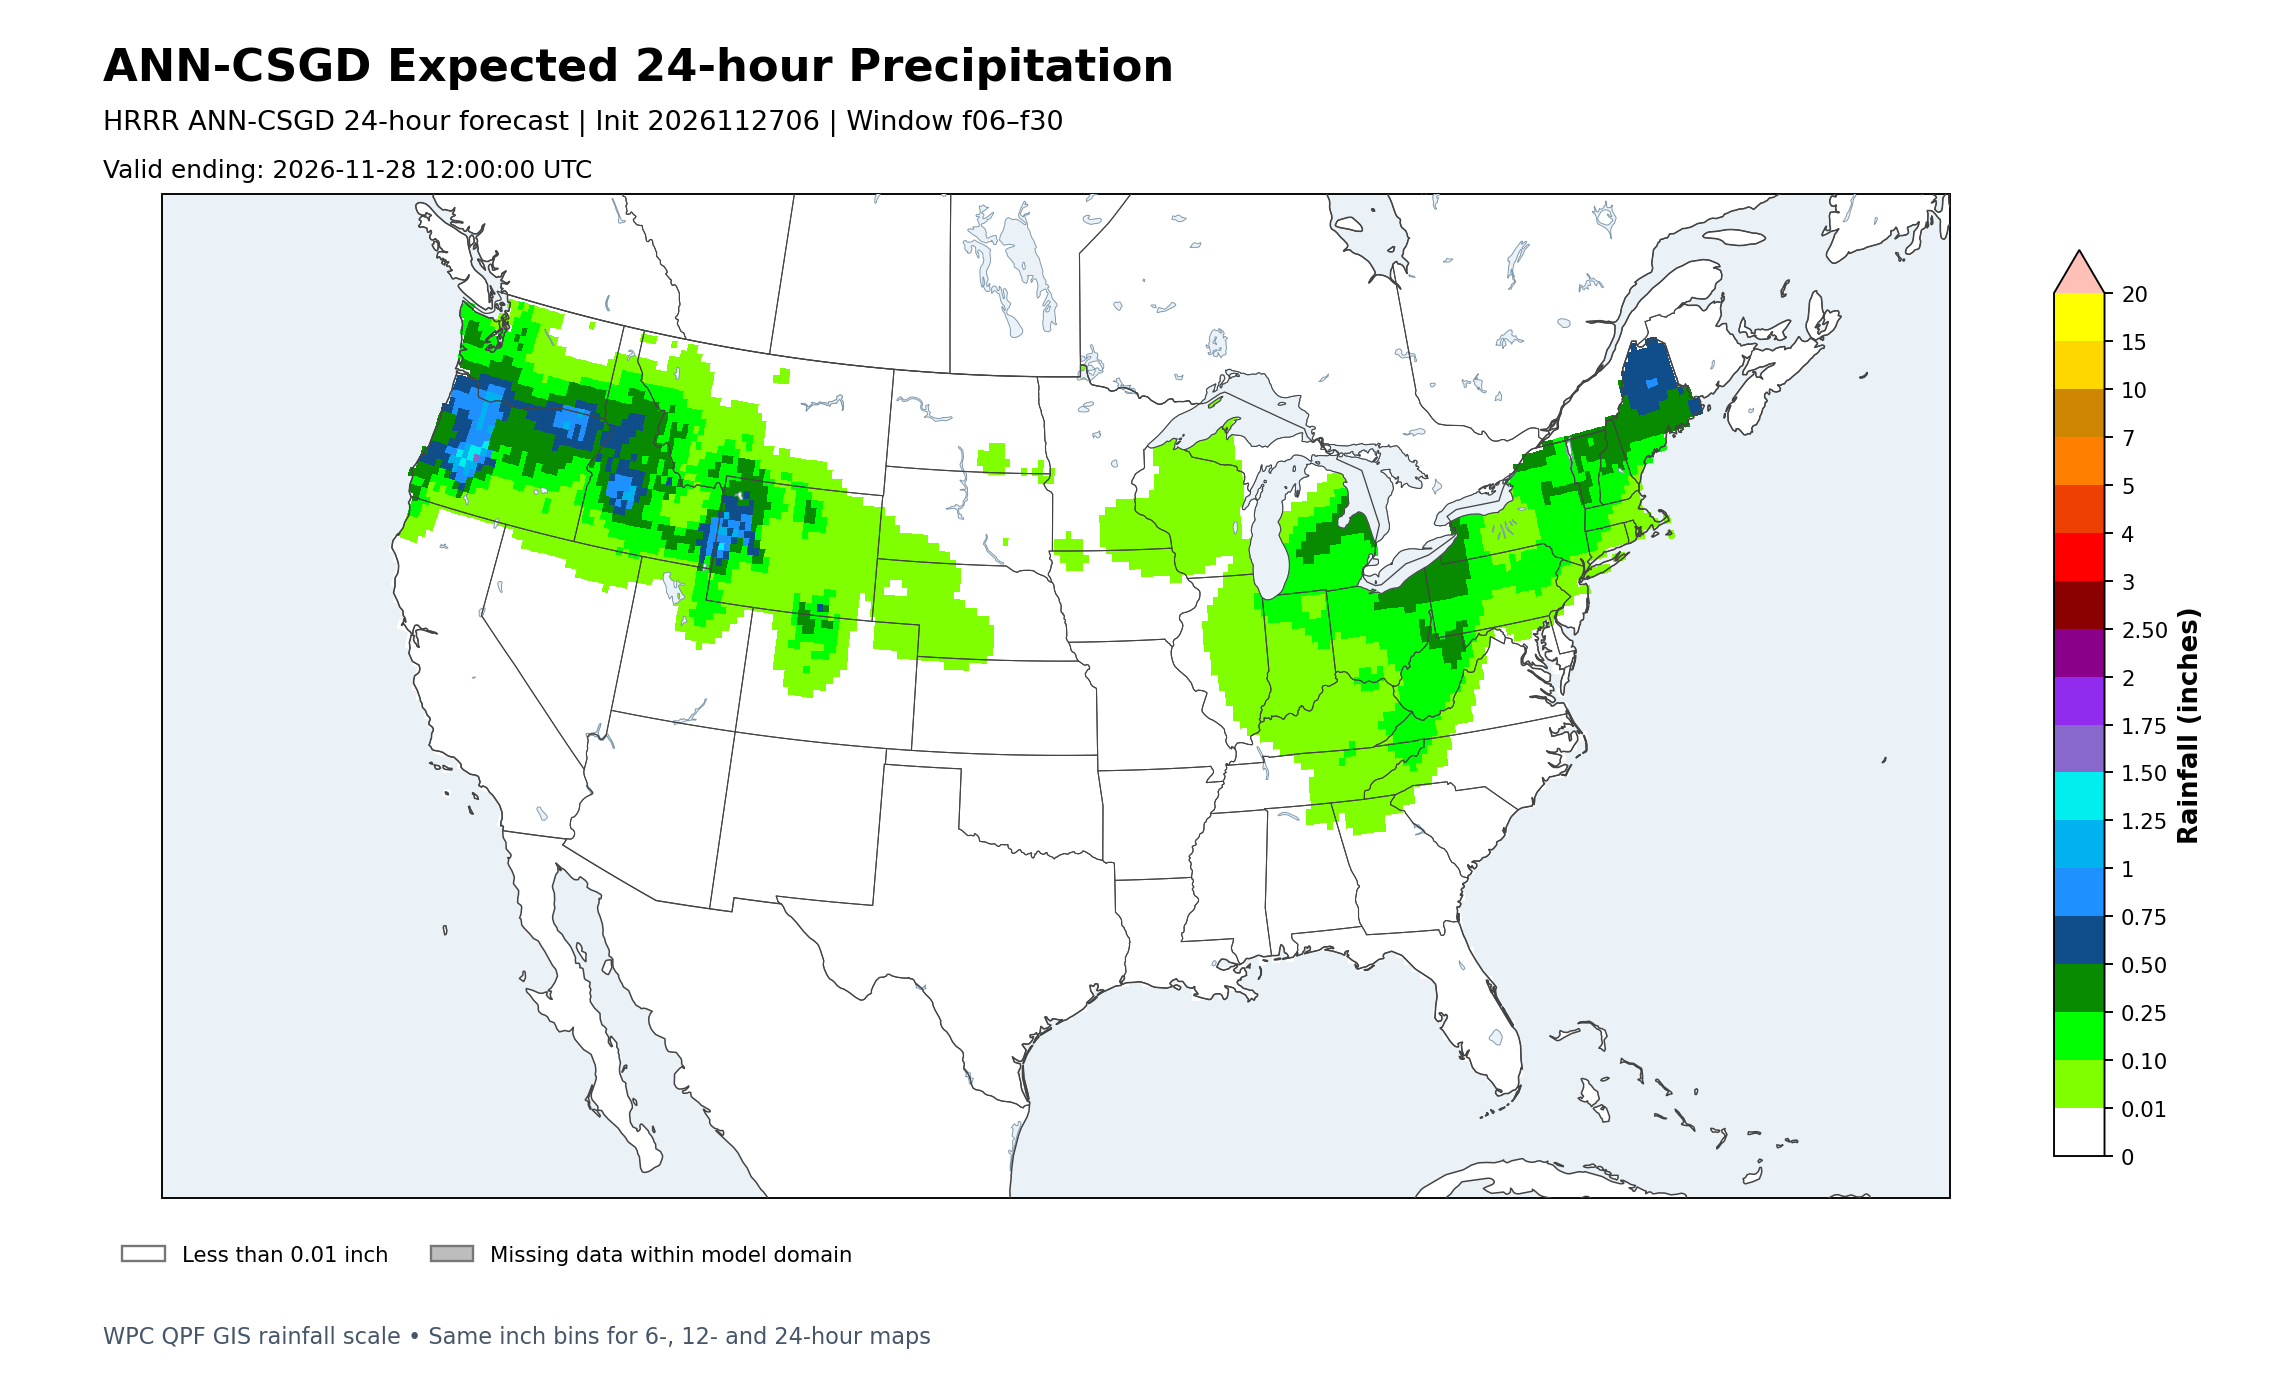 ANN-CSGD Expected 24-hour Precipitation
HRRR ANN-CSGD 24-hour forecast | Init 2026112706 | Window f06–f30
Valid ending: 2026-11-28 12:00:00 UTC
20
15
10
7
5
4
3
2.50
2
1.75
1.50
1.25
1
0.75
0.50
0.25
0.10
0.01
0
Rainfall (inches)
Less than 0.01 inch
Missing data within model domain
WPC QPF GIS rainfall scale • Same inch bins for 6-, 12- and 24-hour maps